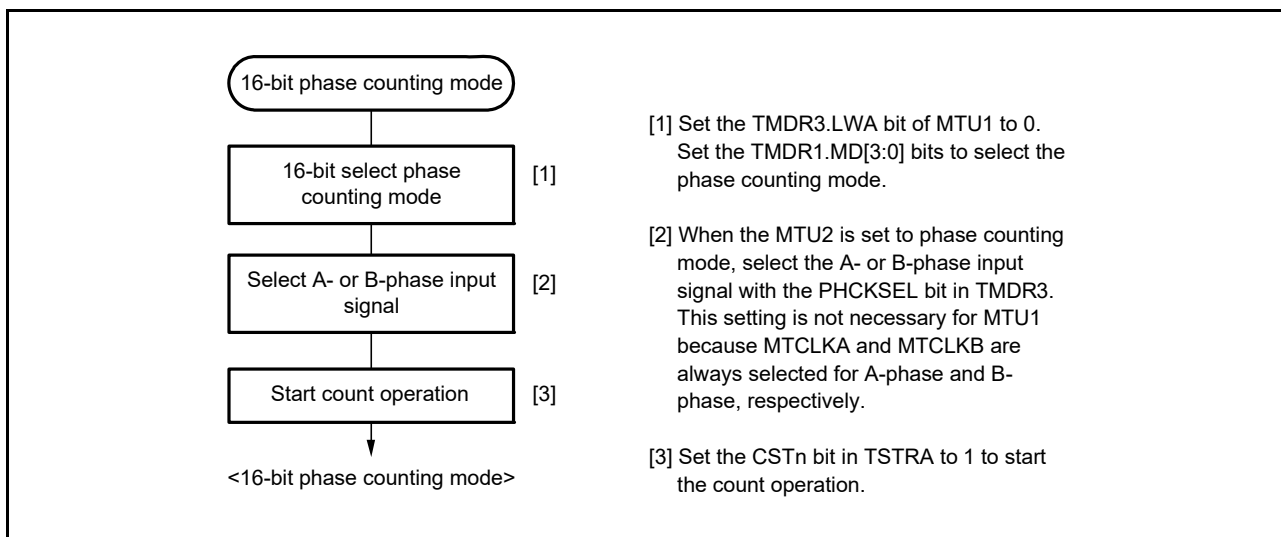 16-bit phase counting mode
16-bit select phase
counting mode
[1]
Select A- or B-phase input
signal
[2]
Start count operation
[3]
<16-bit phase counting mode>
[1] Set the TMDR3.LWA bit of MTU1 to 0.
Set the TMDR1.MD[3:0] bits to select the
phase counting mode.
[2] When the MTU2 is set to phase counting
mode, select the A- or B-phase input
signal with the PHCKSEL bit in TMDR3.
This setting is not necessary for MTU1
because MTCLKA and MTCLKB are
always selected for A-phase and B-
phase, respectively.
[3] Set the CSTn bit in TSTRA to 1 to start
the count operation.